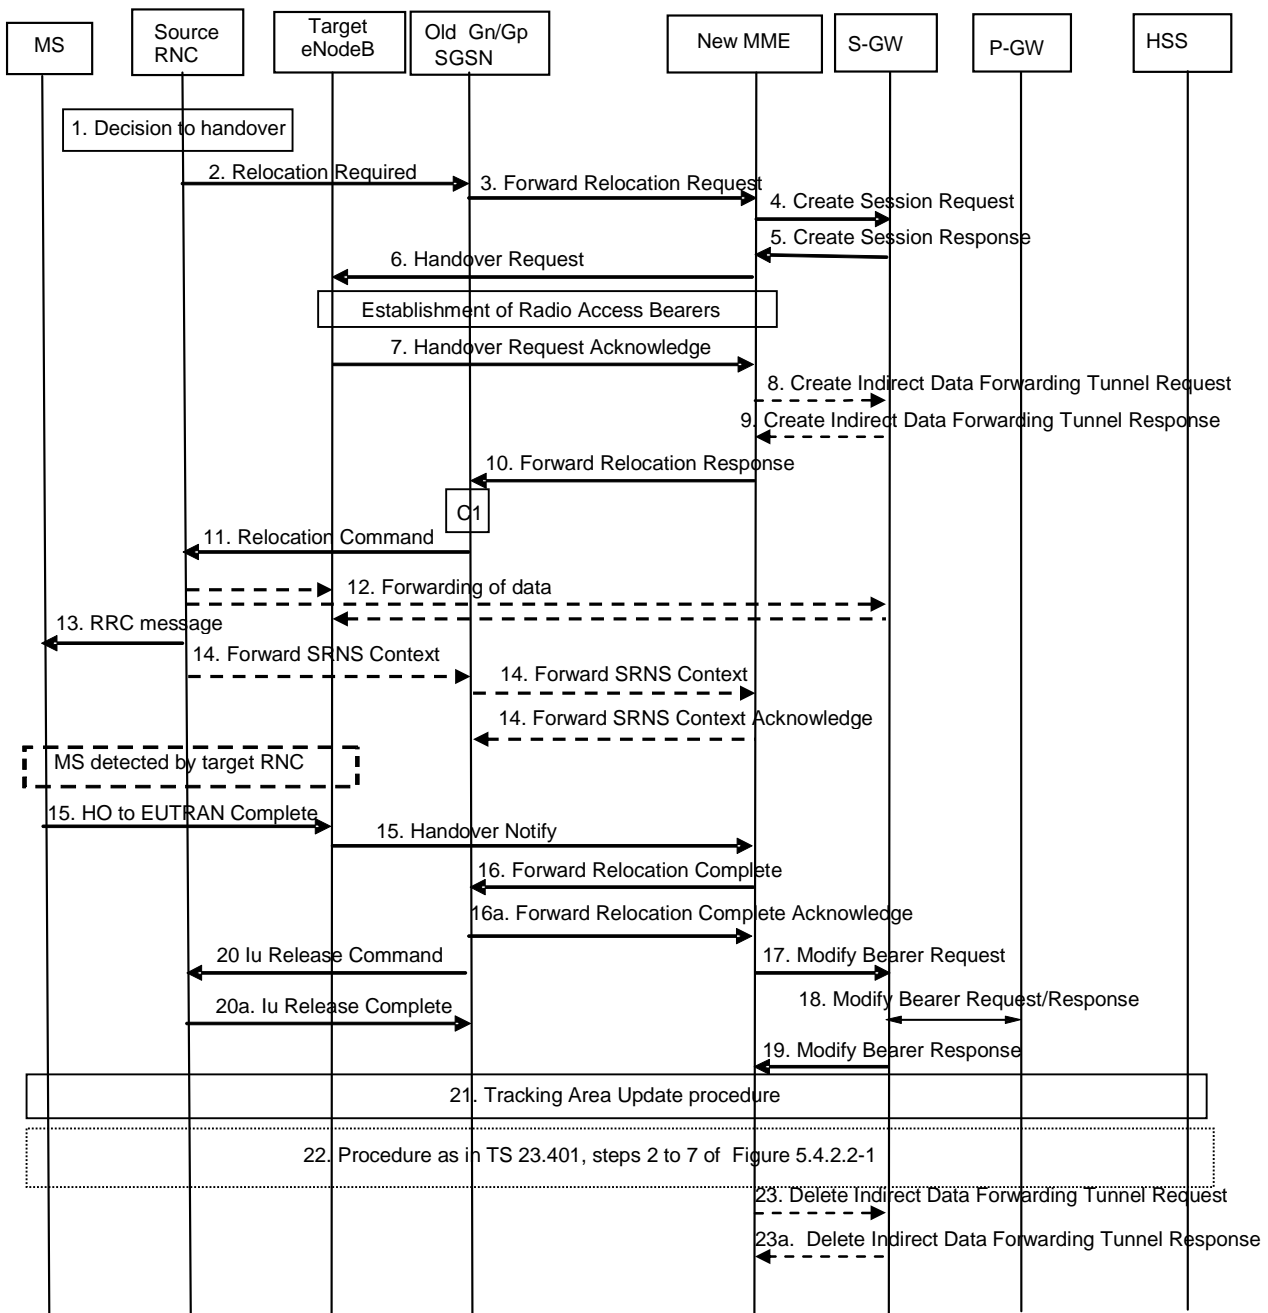 MS
Source
RNC
Target
eNodeB
Old Gn/Gp
SGSN
New MME
S-GW
P-GW
HSS
1. Decision to handover
2. Relocation Required
3. Forward Relocation Request
4. Create Session Request
5. Create Session Response
6. Handover Request
Establishment of Radio Access Bearers
7. Handover Request Acknowledge
8. Create Indirect Data Forwarding Tunnel Request
9. Create Indirect Data Forwarding Tunnel Response
10. Forward Relocation Response
C1
11. Relocation Command
12. Forwarding of data
13. RRC message
14. Forward SRNS Context
14. Forward SRNS Context
14. Forward SRNS Context Acknowledge
MS detected by target RNC
15. HO to EUTRAN Complete
15. Handover Notify
16. Forward Relocation Complete
16a. Forward Relocation Complete Acknowledge
20 Iu Release Command
17. Modify Bearer Request
20a. Iu Release Complete
18. Modify Bearer Request/Response
19. Modify Bearer Response
21. Tracking Area Update procedure
22. Procedure as in TS 23.401, steps 2 to 7 of Figure 5.4.2.2-1
23. Delete Indirect Data Forwarding Tunnel Request
23a. Delete Indirect Data Forwarding Tunnel Response